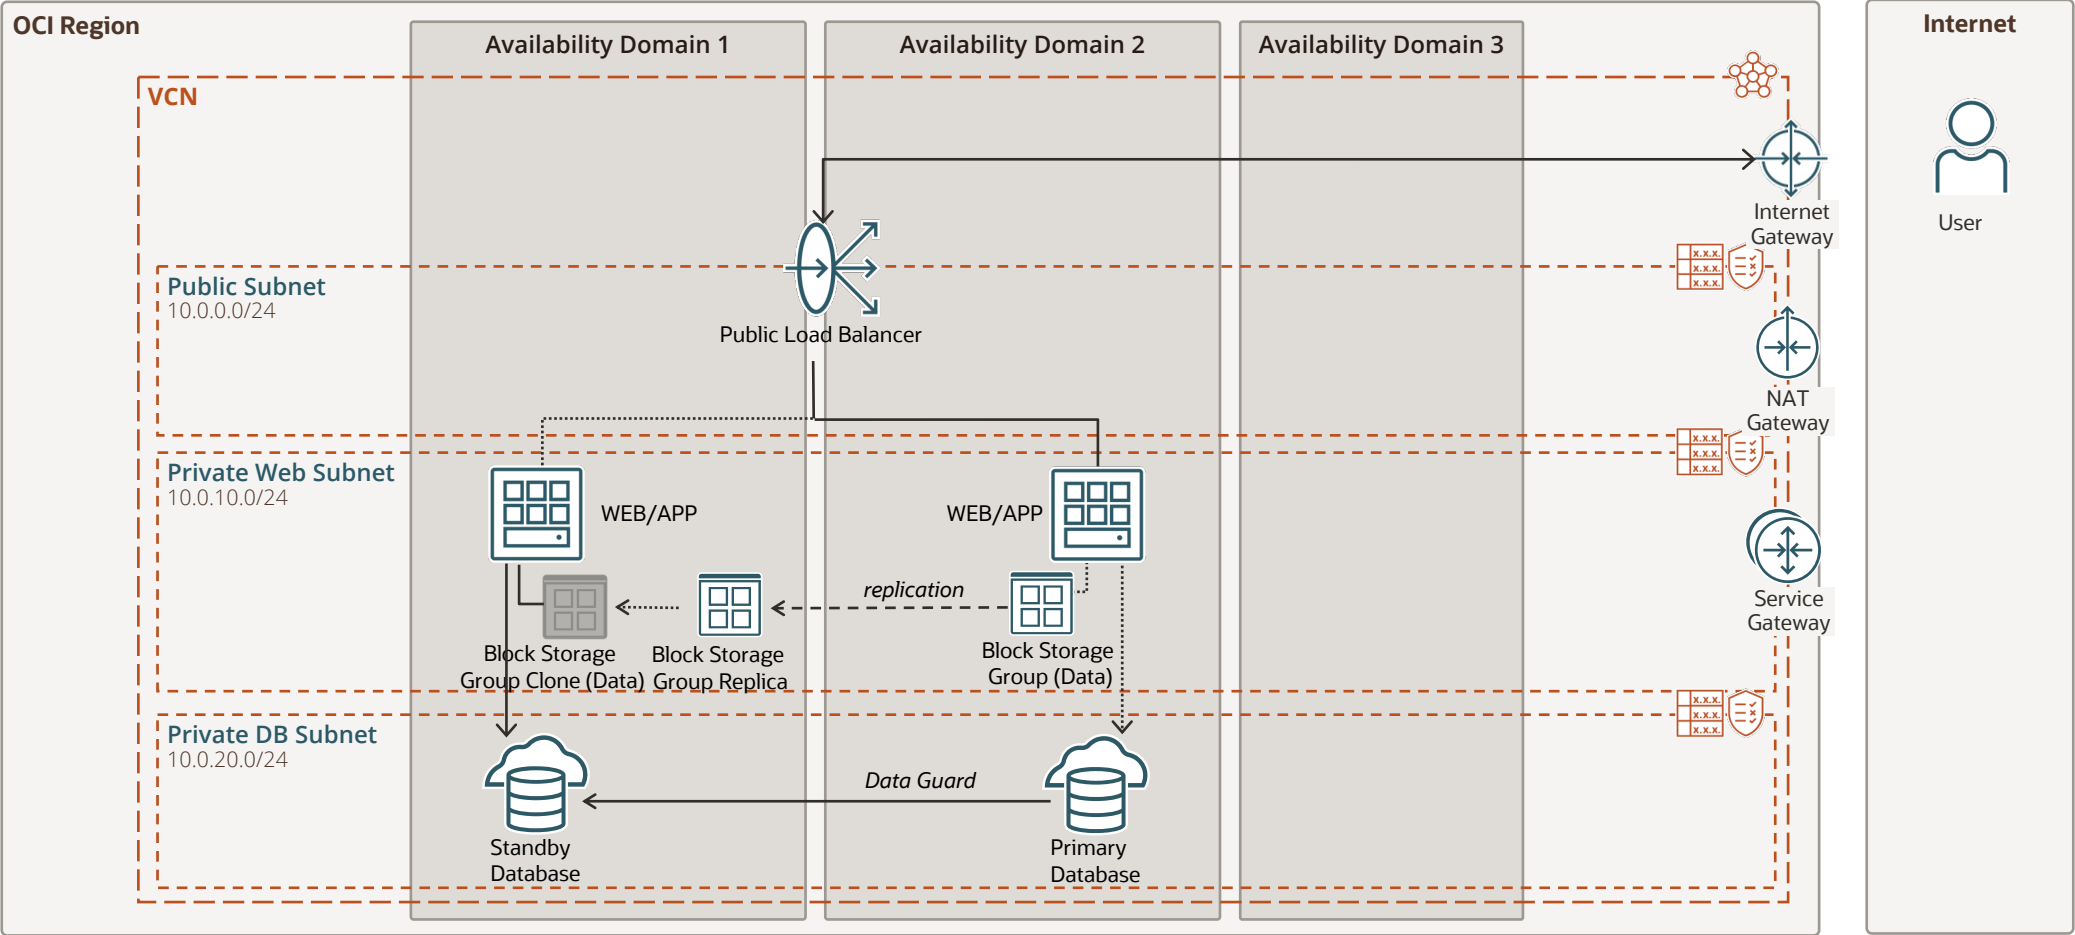 OCI Region
Availability Domain 1
Availability Domain 2
Availability Domain 3
Internet
VCN
Internet
Gateway
User
Public Subnet
10.0.0.0/24
Public Load Balancer
x.x.x.
x.x.x.
x.x.x.
NAT
Gateway
Private Web Subnet
10.0.10.0/24
x.x.x.
x.x.x.
x.x.x.
WEB/APP
WEB/APP
replication
Service
Gateway
Block Storage
Group Clone (Data)
Block Storage
Group Replica
Block Storage
Group (Data)
x.x.x.
x.x.x.
x.x.x.
Private DB Subnet
10.0.20.0/24
Data Guard
Standby
Database
Primary
Database